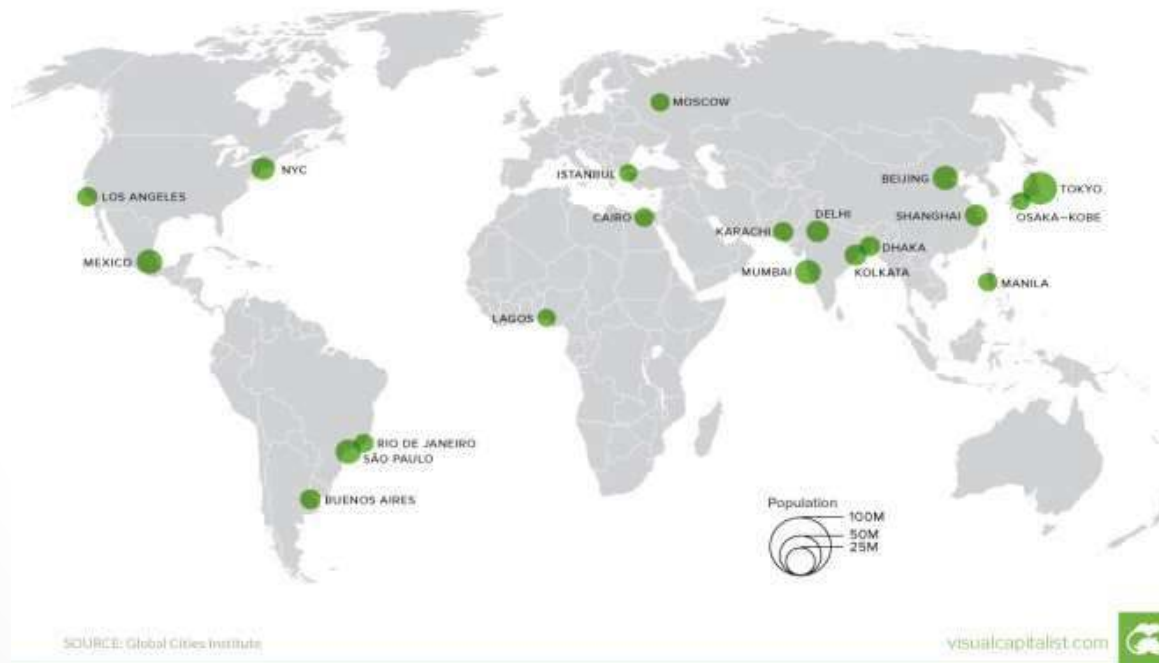 MOSCOW
NYC
ISTANBUL
BEIJING
TOKYO
LOS ANGELES
CAIRO
DELHI
SHANGHAI
OSAKA–KOBE
KARACHI
DHAKA
MEXICO
MUMBAI
KOLKATA
MANILA
LAGOS
RIO DE JANEIRO
SÃO PAULO
BUENOS AIRES
Population
100M
50M
25M
SOURCE: Global Cities Institute
visualcapitalist.com